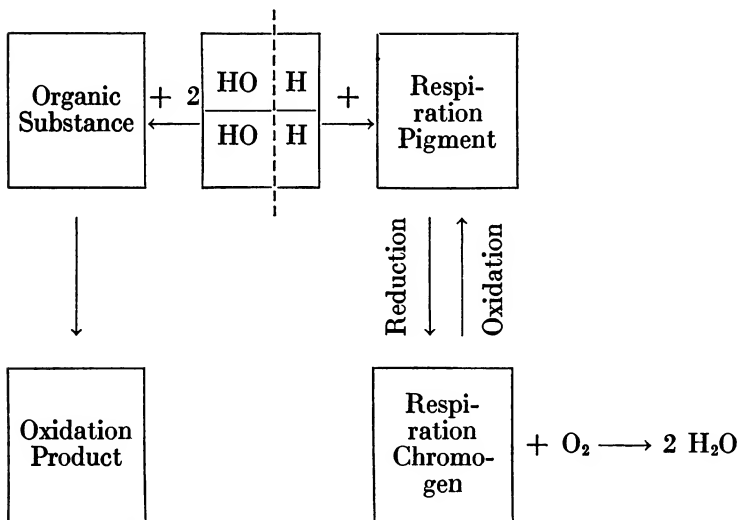 Organic
Substance
+ 2
HO H
HO H
+
Respi-
ration
Pigment
Reduction
Oxidation
Oxidation
Product
Respi-
ration
Chromo-
gen
+ O₂ ⟶ 2 H₂O